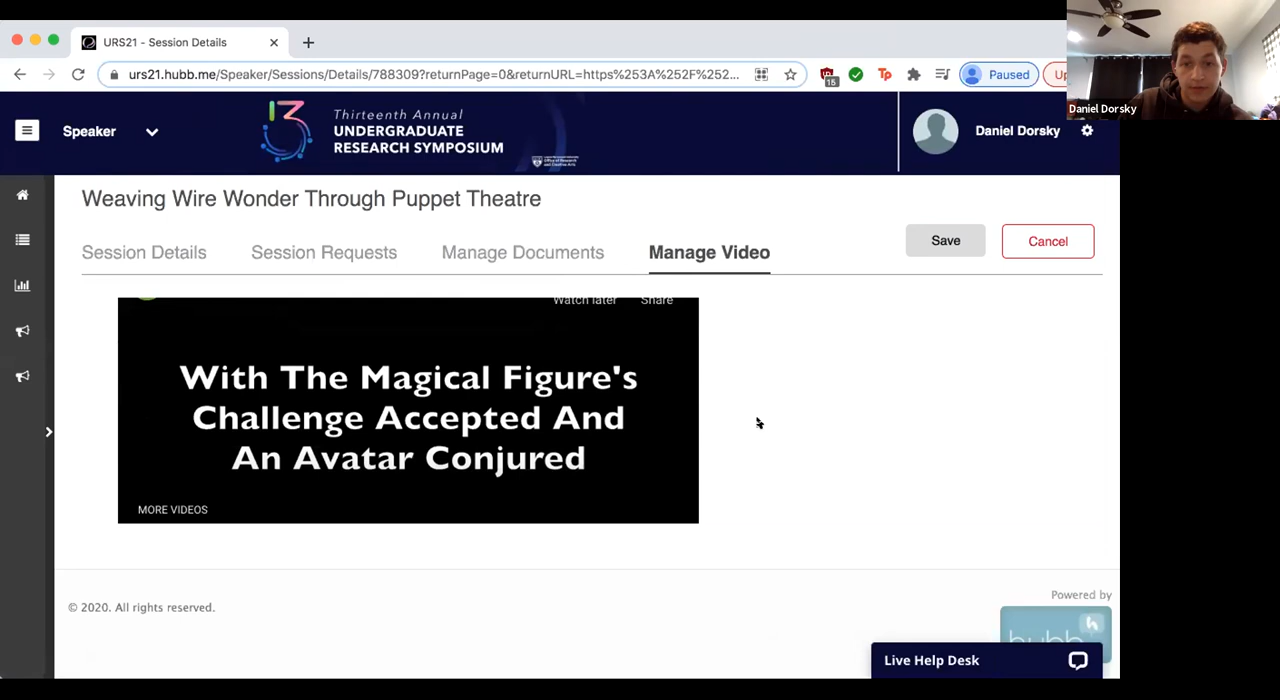 URS21 - Session Details
urs21.hubb.me/Speaker/Sessions/Details/788309?returnPage=0&returnURL=https%253A%252F%252...
15
Paused
Daniel Dorsky
Speaker
13
Thirteenth Annual
UNDERGRADUATE
RESEARCH SYMPOSIUM
Daniel Dorsky
Weaving Wire Wonder Through Puppet Theatre
Session Details
Session Requests
Manage Documents
Manage Video
Save
Cancel
Watch later
Share
With The Magical Figure's
Challenge Accepted And
An Avatar Conjured
MORE VIDEOS
© 2020. All rights reserved.
Powered by
hubb
Live Help Desk